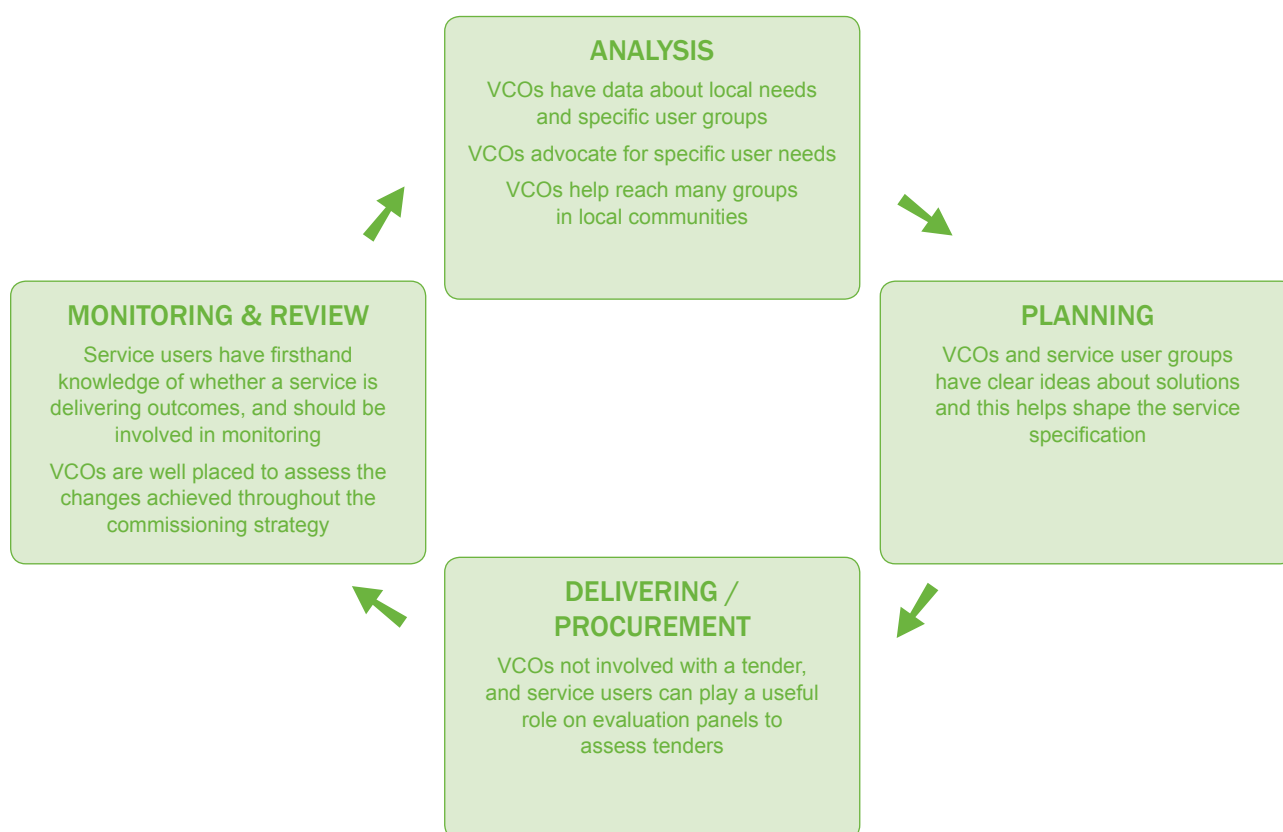 ANALYSIS
VCOs have data about local needs
and specific user groups
VCOs advocate for specific user needs
VCOs help reach many groups
in local communities
MONITORING & REVIEW
Service users have firsthand
knowledge of whether a service is
delivering outcomes, and should be
involved in monitoring
VCOs are well placed to assess the
changes achieved throughout the
commissioning strategy
PLANNING
VCOs and service user groups
have clear ideas about solutions
and this helps shape the service
specification
DELIVERING /
PROCUREMENT
VCOs not involved with a tender,
and service users can play a useful
role on evaluation panels to
assess tenders